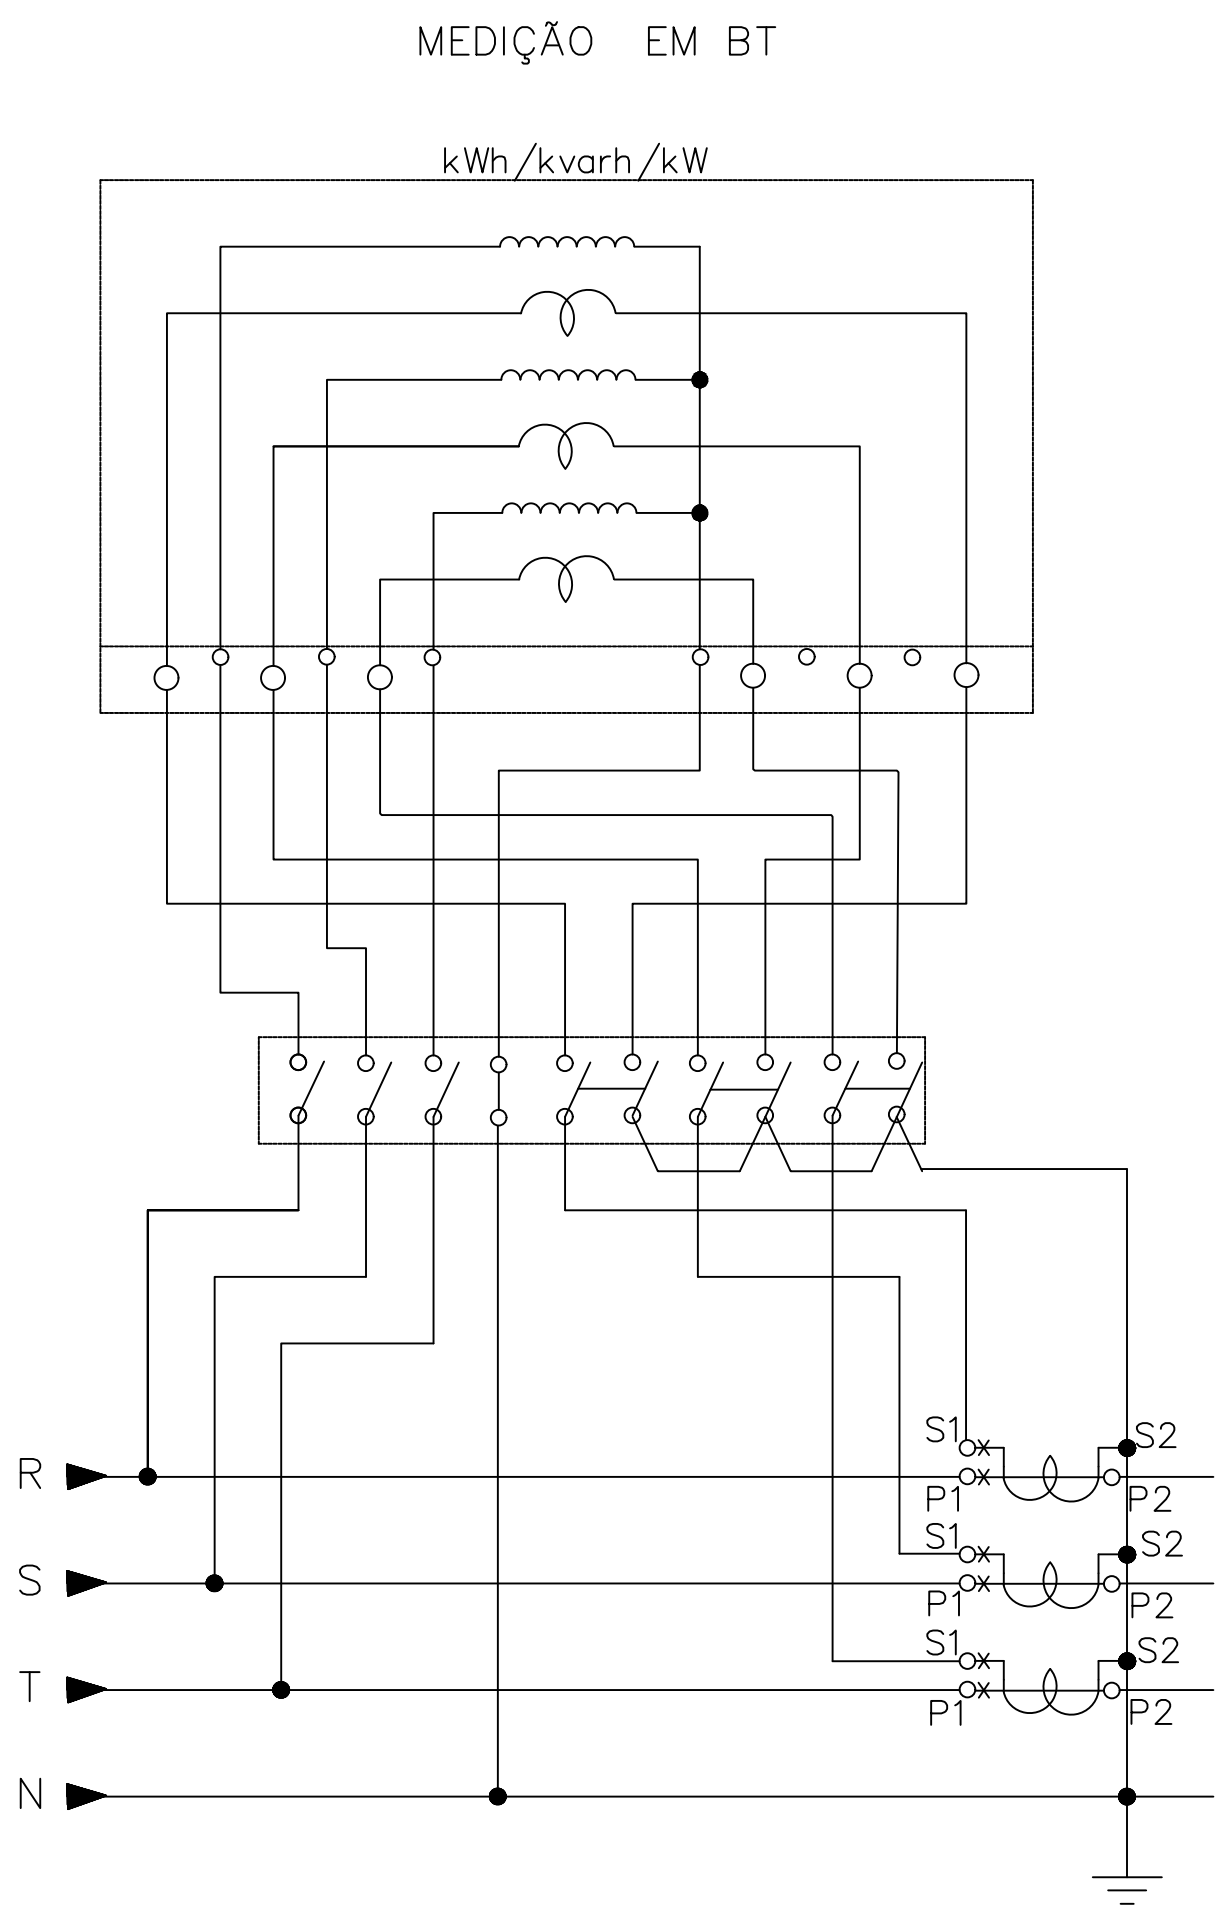 MEDIÇÃO EM BT
kWh/kvarh/kW
S1 S2
R
P1 P2
S1 S2
S
P1 P2
S1 S2
T
P1 P2
N